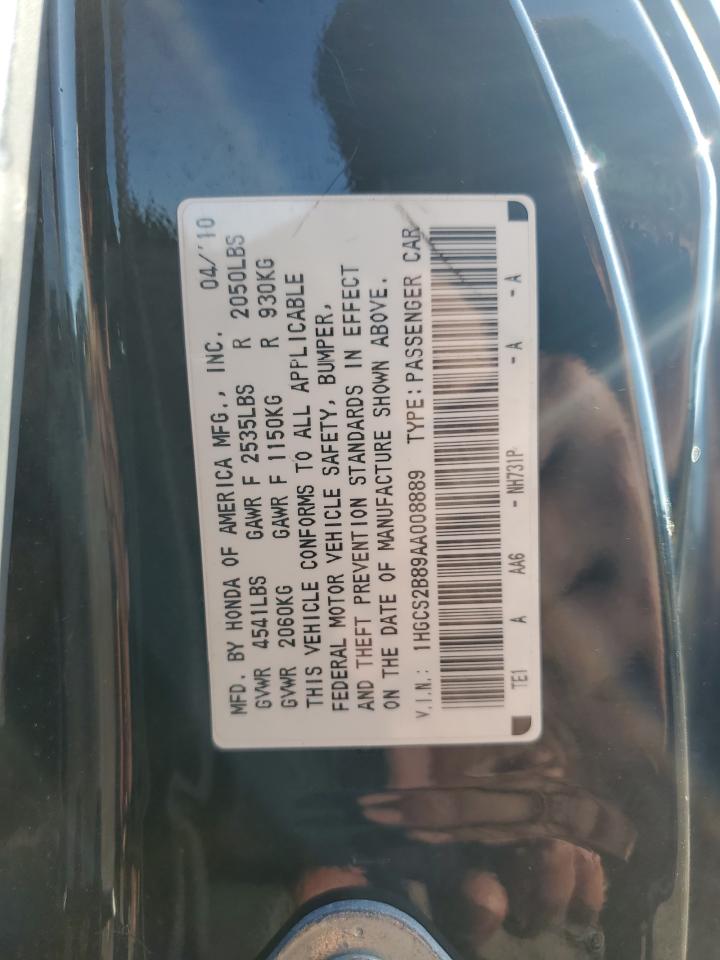 MFD. BY HONDA OF AMERICA MFG., INC. 04/'10
GVWR 4541LBS GAWR F 2535LBS R 2050LBS
GVWR 2060KG GAWR F 1150KG R 930KG
THIS VEHICLE CONFORMS TO ALL APPLICABLE
FEDERAL MOTOR VEHICLE SAFETY, BUMPER,
AND THEFT PREVENTION STANDARDS IN EFFECT
ON THE DATE OF MANUFACTURE SHOWN ABOVE.
V.I.N.: 1HGCS2B89AA008889 TYPE: PASSENGER CAR
TE1 A AA6 - NH731P - A - A